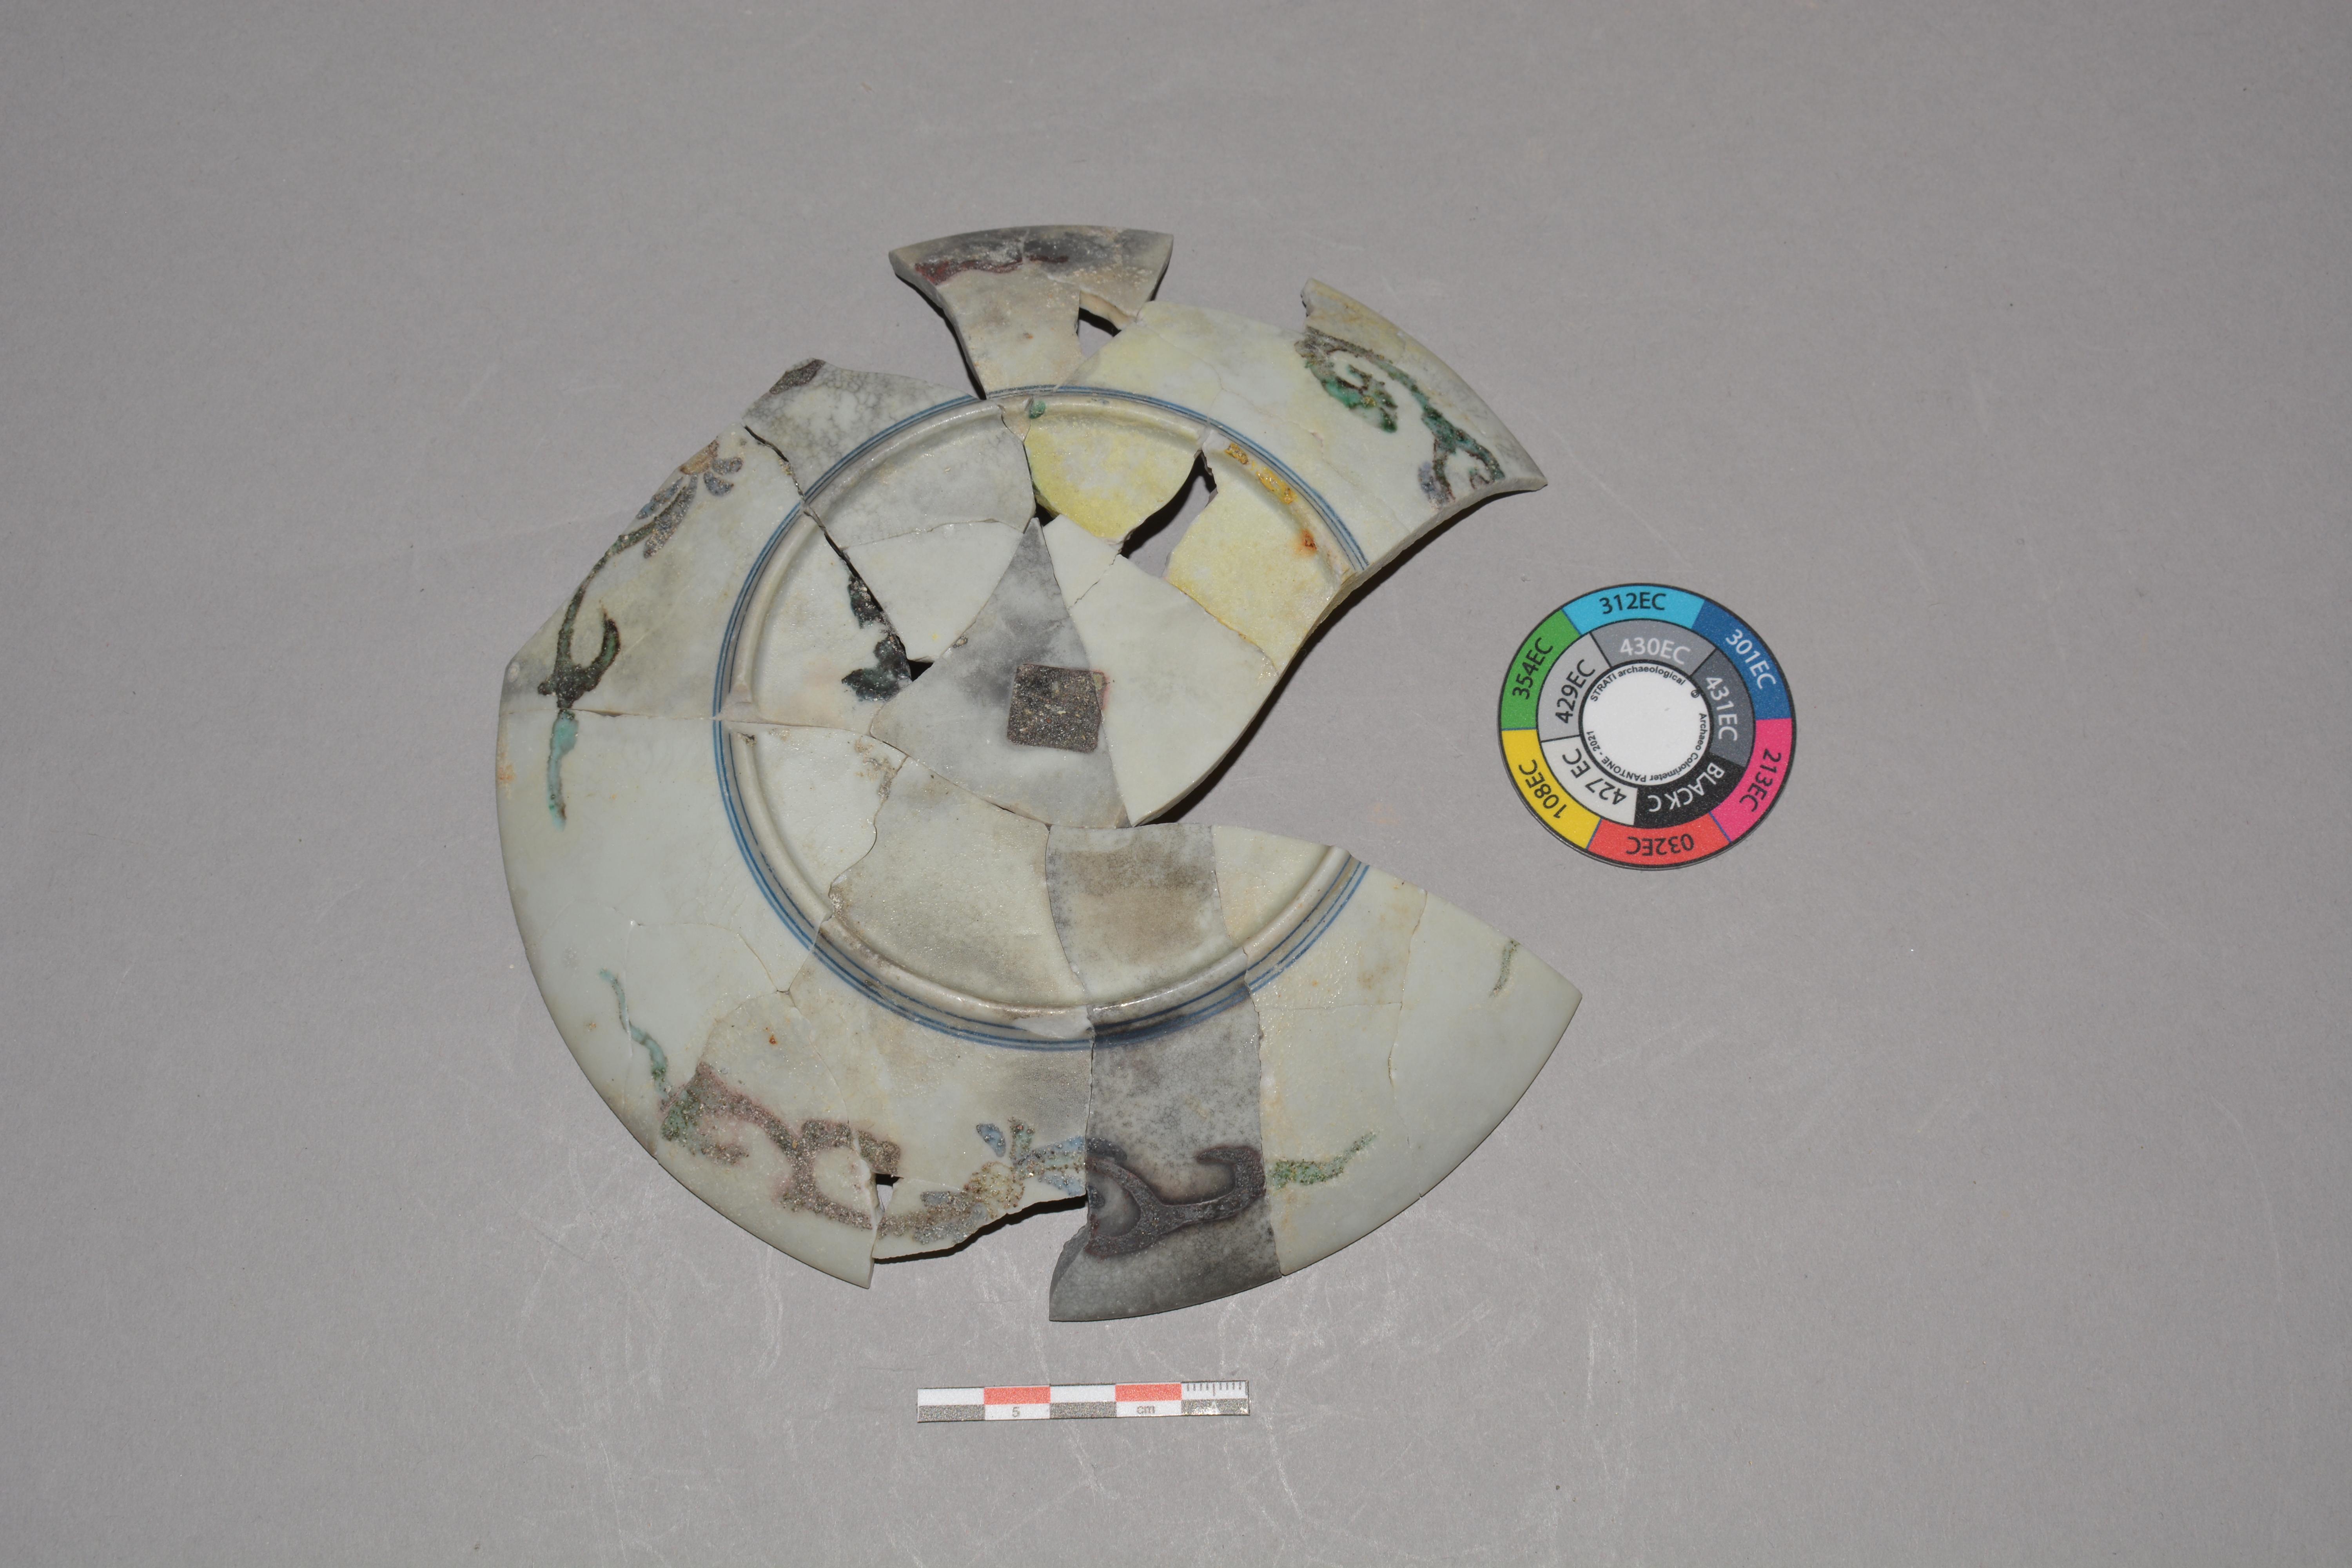 312EC
301EC
213EC
032EC
108EC
354EC
430EC
431EC
BLACK C
427 EC
429EC
STRATI archaeological
Archaeo Colorimeter PANTONE - 2021
5 cm